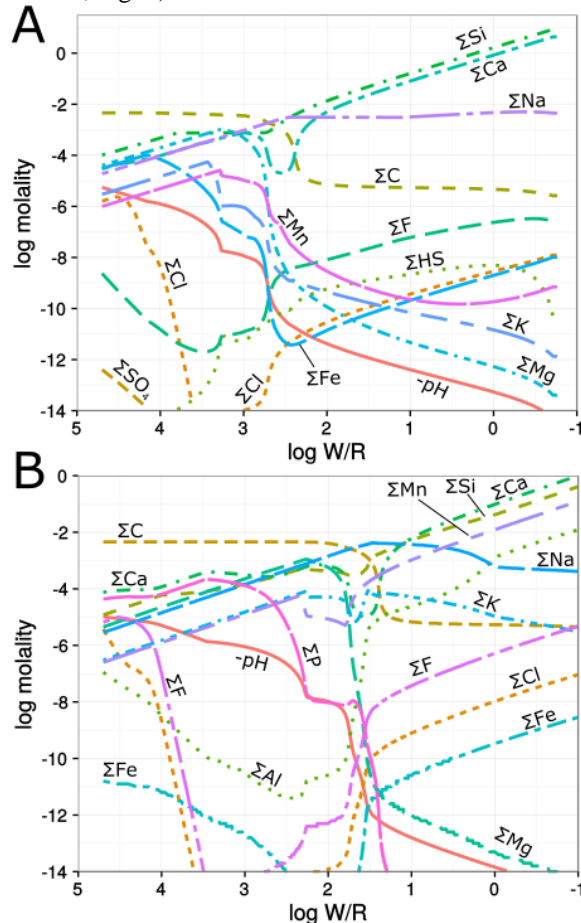 A
0
-2
-4
-6
-8
-10
-12
-14
log molality
ΣSi
ΣCa
ΣNa
ΣC
ΣMn
ΣF
ΣHS
ΣCl
ΣK
ΣMg
ΣFe
-pH
ΣCl
ΣSO₄
5 4 3 2 1 0 -1
log W/R
B
0
-2
-4
-6
-8
-10
-12
-14
log molality
ΣCa
ΣSi
ΣMn
ΣC
ΣNa
ΣCa
ΣK
ΣP
-pH
ΣF
ΣF
ΣCl
ΣFe
ΣFe
ΣAl
ΣMg
5 4 3 2 1 0 -1
log W/R